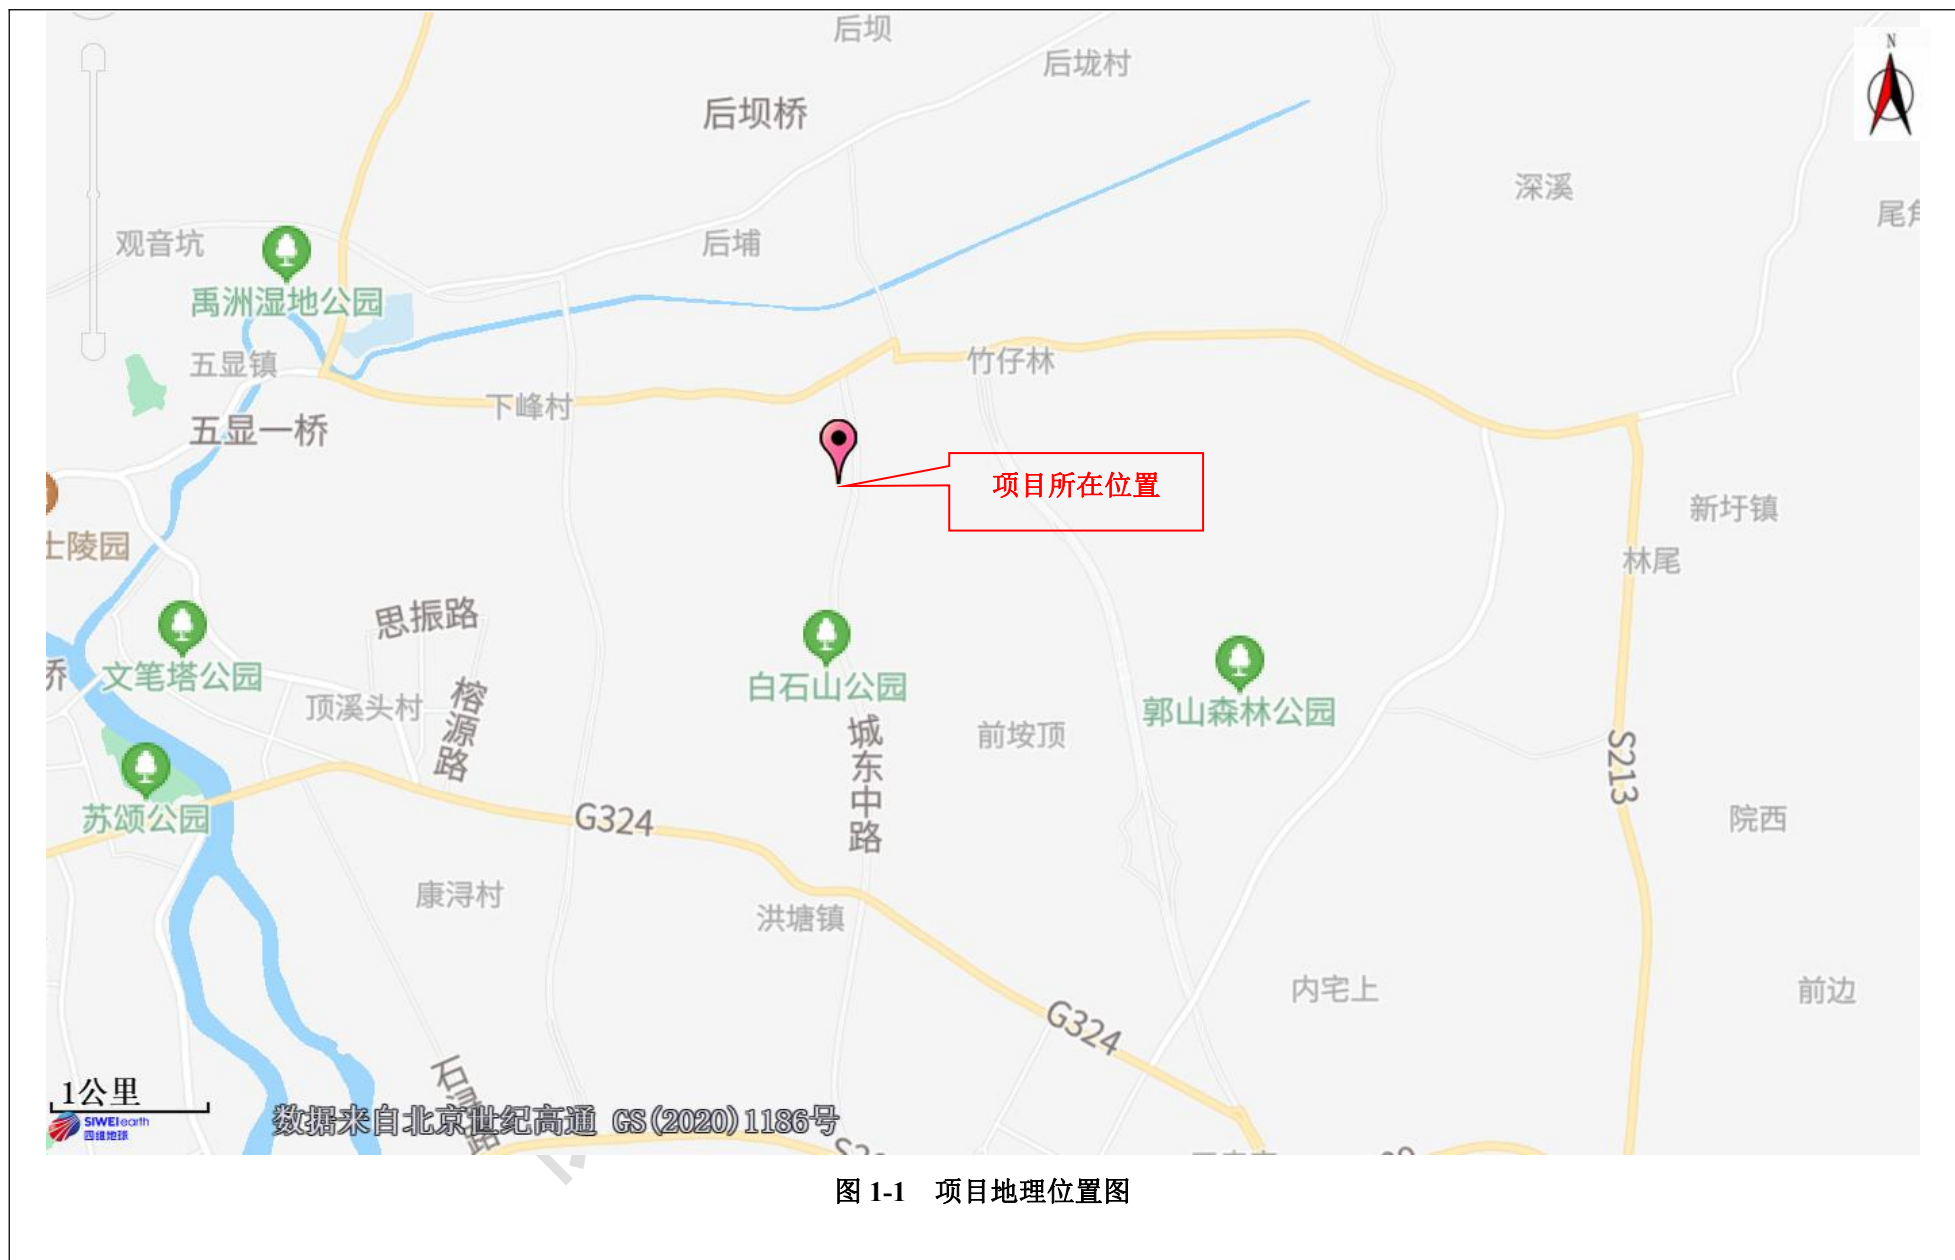 后坝
N
后垅村
后坝桥
深溪
尾角
观音坑
后埔
禹洲湿地公园
五显镇
竹仔林
下峰村
五显一桥
项目所在位置
新圩镇
士陵园
林尾
思振路
文笔塔公园
桥
白石山公园
榕源路
顶溪头村
郭山森林公园
城东中路
前垵顶
S213
苏颂公园
G324
院西
康浔村
洪塘镇
内宅上
前边
G324
石浔路
1公里
SIWEIearth
四维地球
数据来自北京世纪高通 GS(2020)1186号
图 1-1 项目地理位置图